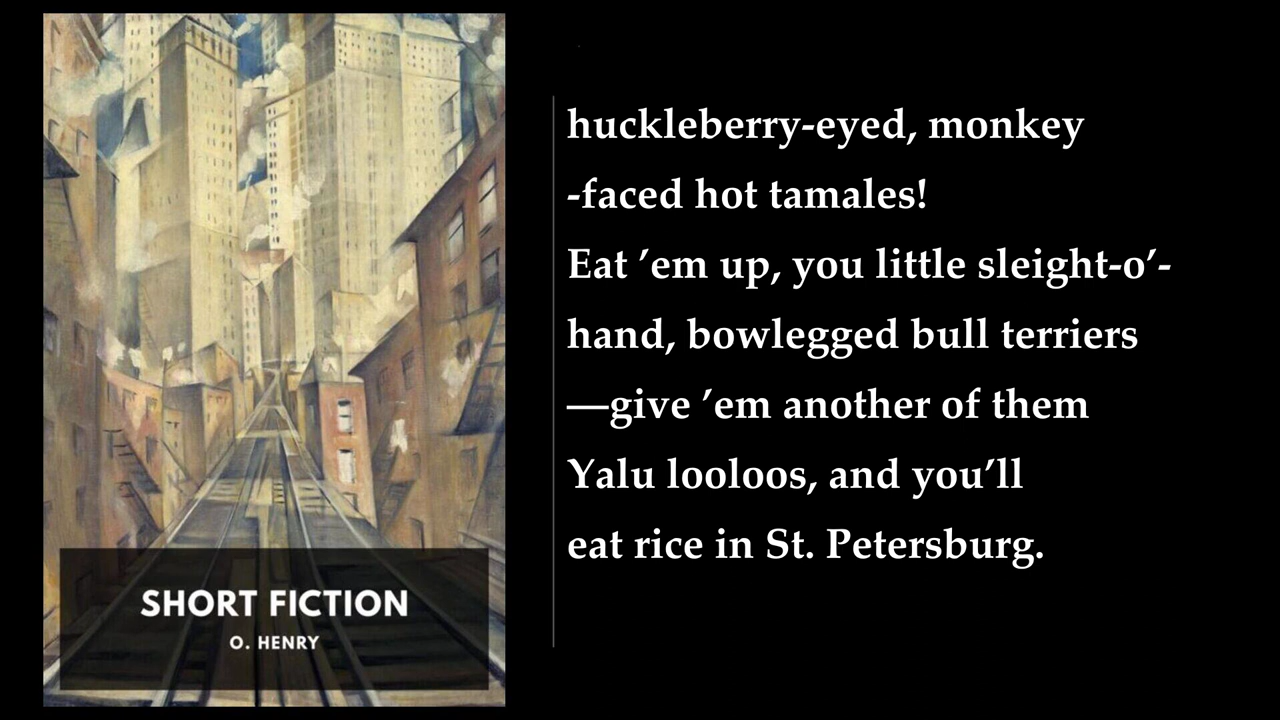 huckleberry-eyed, monkey
-faced hot tamales!
Eat ’em up, you little sleight-o’-
hand, bowlegged bull terriers
—give ’em another of them
Yalu looloos, and you’ll
eat rice in St. Petersburg.
SHORT FICTION
O. HENRY